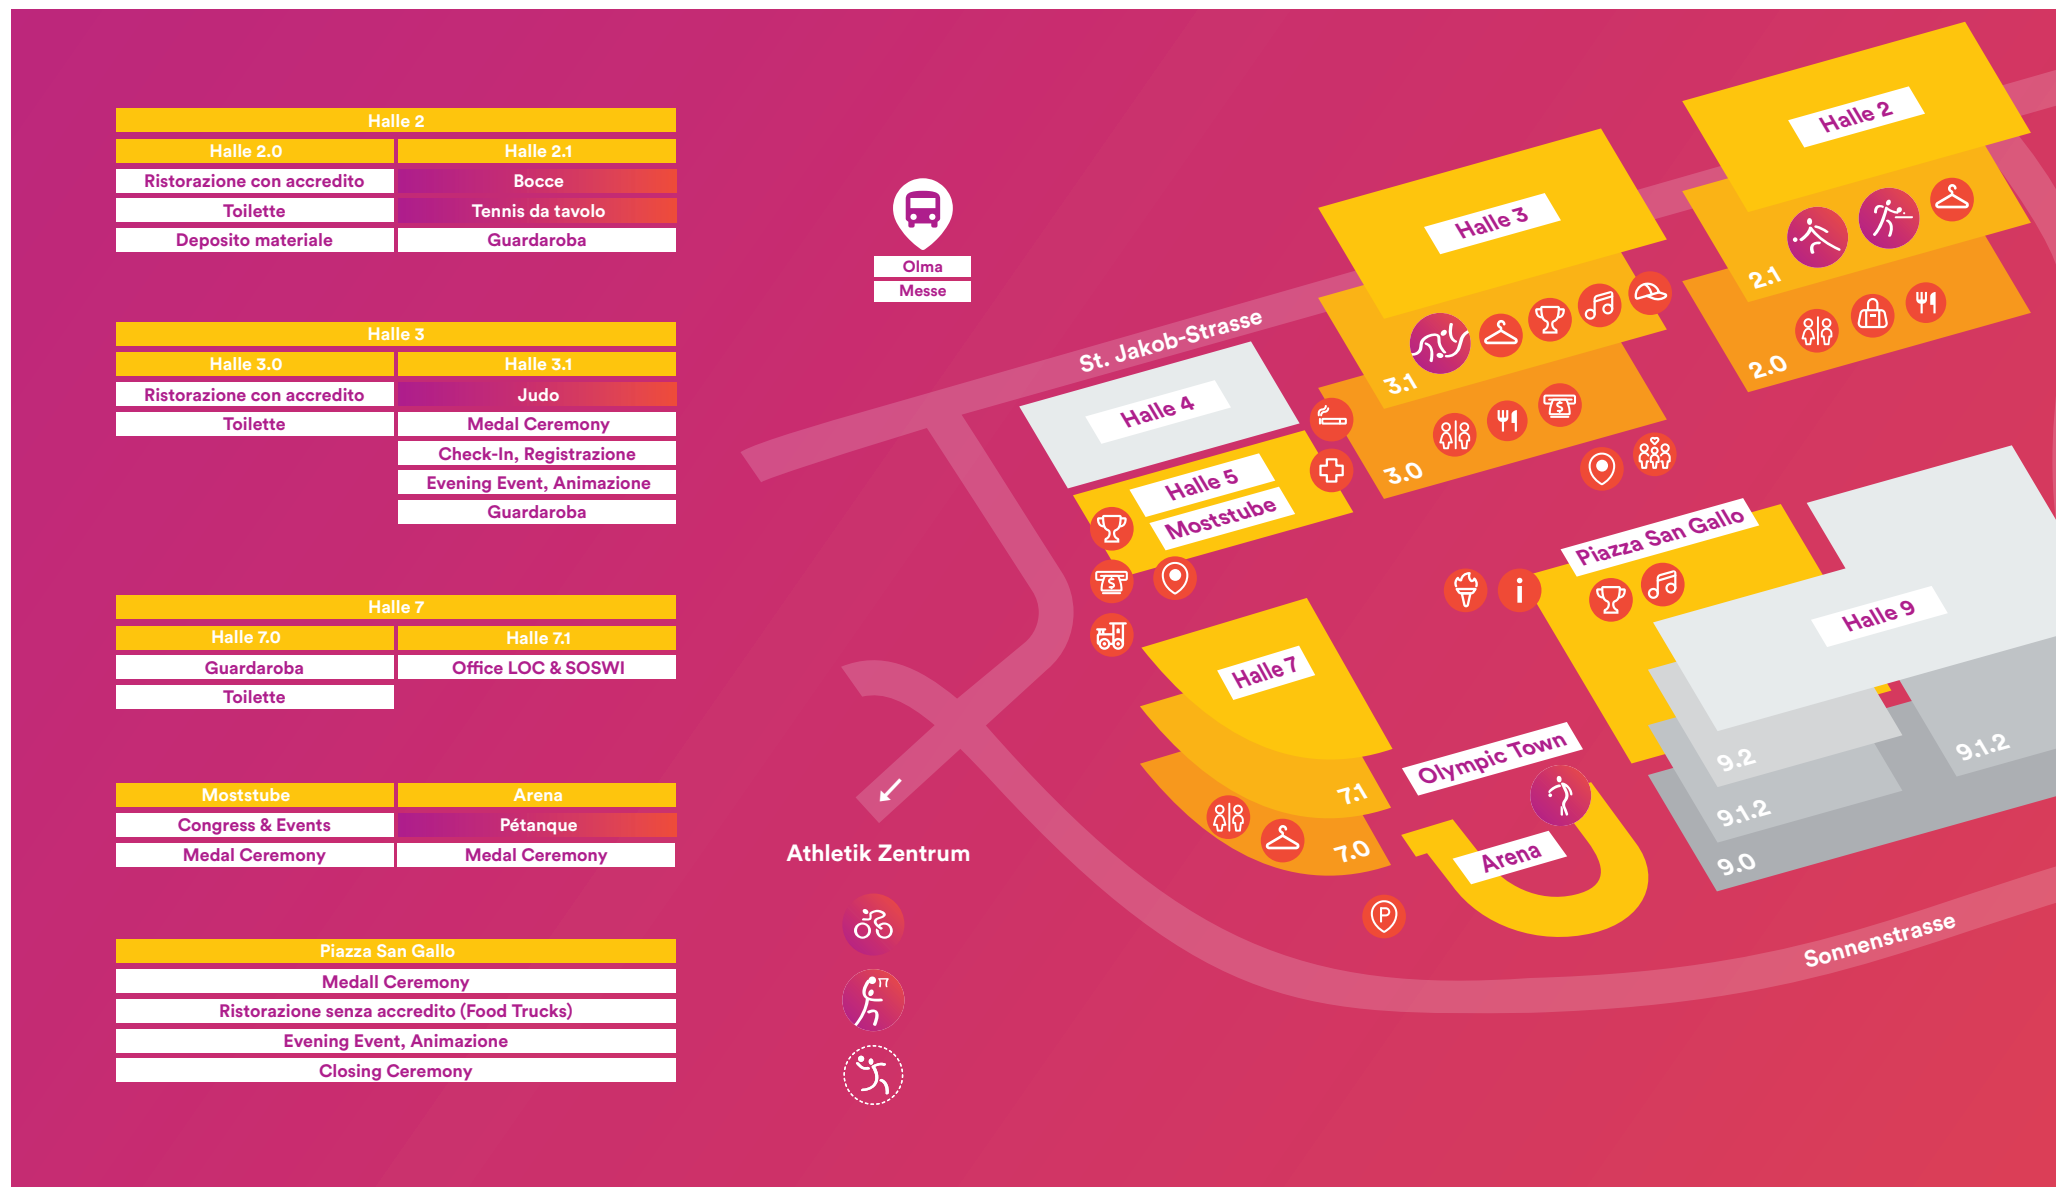 Halle 2
Halle 2.0
Halle 2.1
Ristorazione con accredito
Bocce
Toilette
Tennis da tavolo
Deposito materiale
Guardaroba
Halle 3
Halle 3.0
Halle 3.1
Ristorazione con accredito
Judo
Toilette
Medal Ceremony
Check-In, Registrazione
Evening Event, Animazione
Guardaroba
Halle 7
Halle 7.0
Halle 7.1
Guardaroba
Office LOC & SOSWI
Toilette
Moststube
Arena
Congress & Events
Pétanque
Medal Ceremony
Medal Ceremony
Piazza San Gallo
Medall Ceremony
Ristorazione senza accredito (Food Trucks)
Evening Event, Animazione
Closing Ceremony
Olma
Messe
St. Jakob-Strasse
Halle 2
2.1
2.0
Halle 3
3.1
3.0
Halle 4
Halle 5
Moststube
Piazza San Gallo
i
Halle 9
9.2
9.1.2
9.1.2
9.0
Halle 7
7.1
7.0
Olympic Town
Arena
P
Athletik Zentrum
Sonnenstrasse